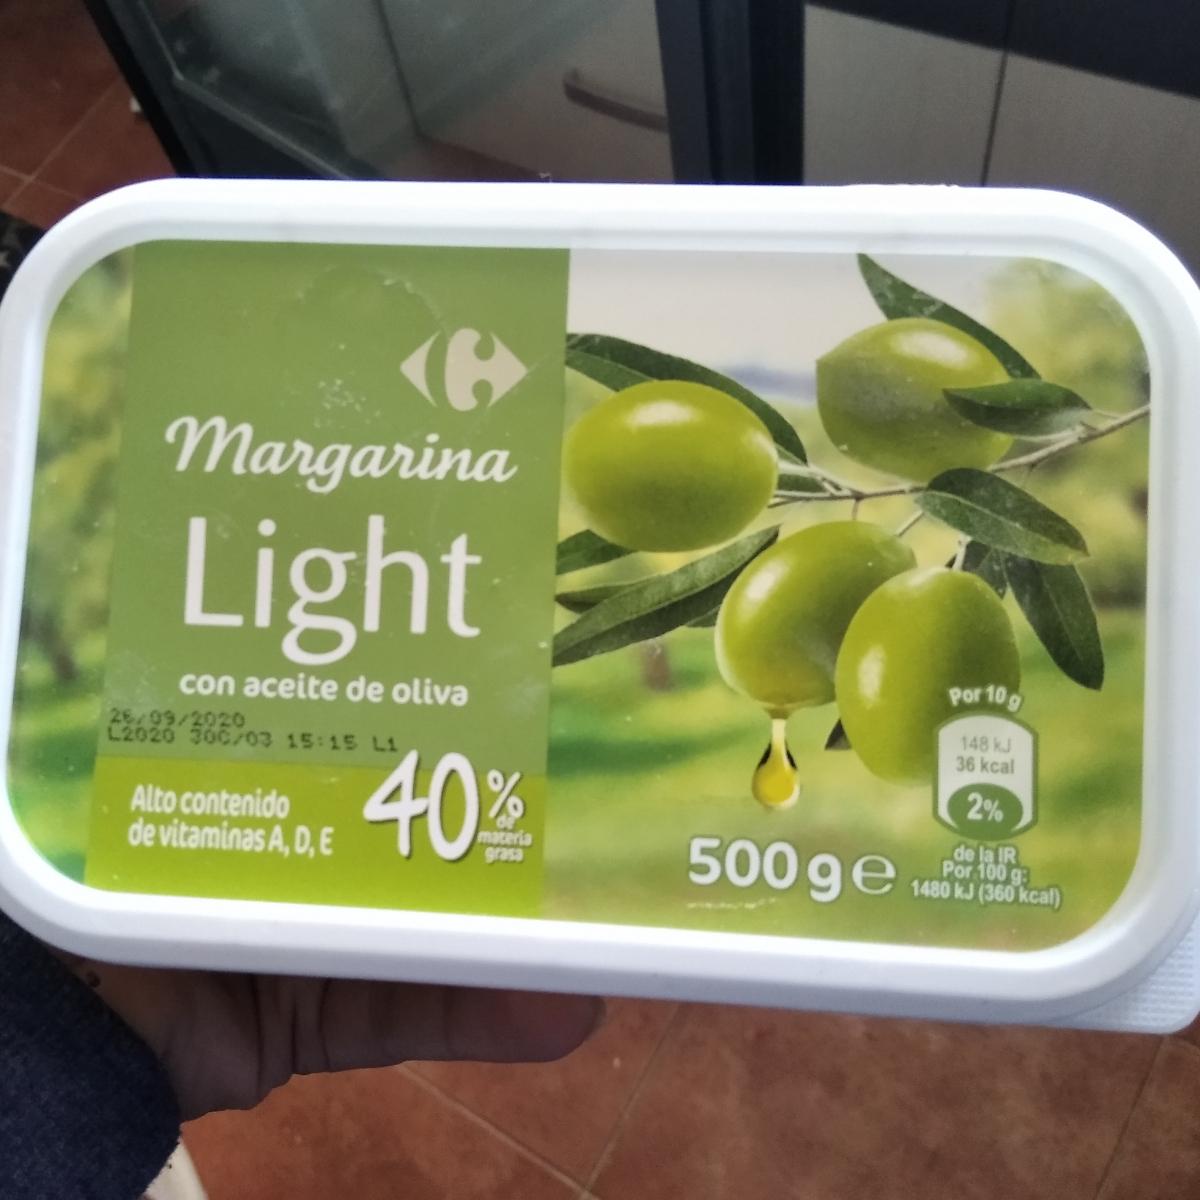 Margarina
Light
con aceite de oliva
26/09/2020
L2020 300/03 15:15 L1
Alto contenido
de vitaminas A, D, E
40%
de
materia
grasa
500 g e
Por 10 g
148 kJ
36 kcal
2%
de la IR
Por 100 g:
1480 kJ (360 kcal)